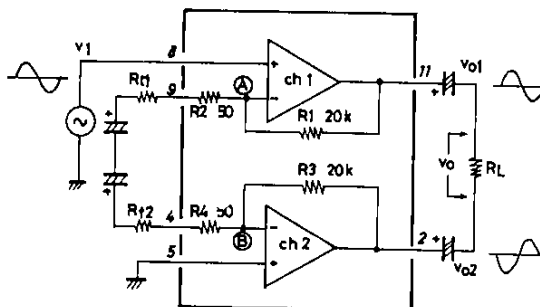 v1
8
Rf1
9
R2 50
A
+
−
ch 1
R1 20k
11
+
vo1
+
+
vo
RL
Rf2
4
R4 50
B
R3 20k
−
+
ch 2
5
2
+
vo2